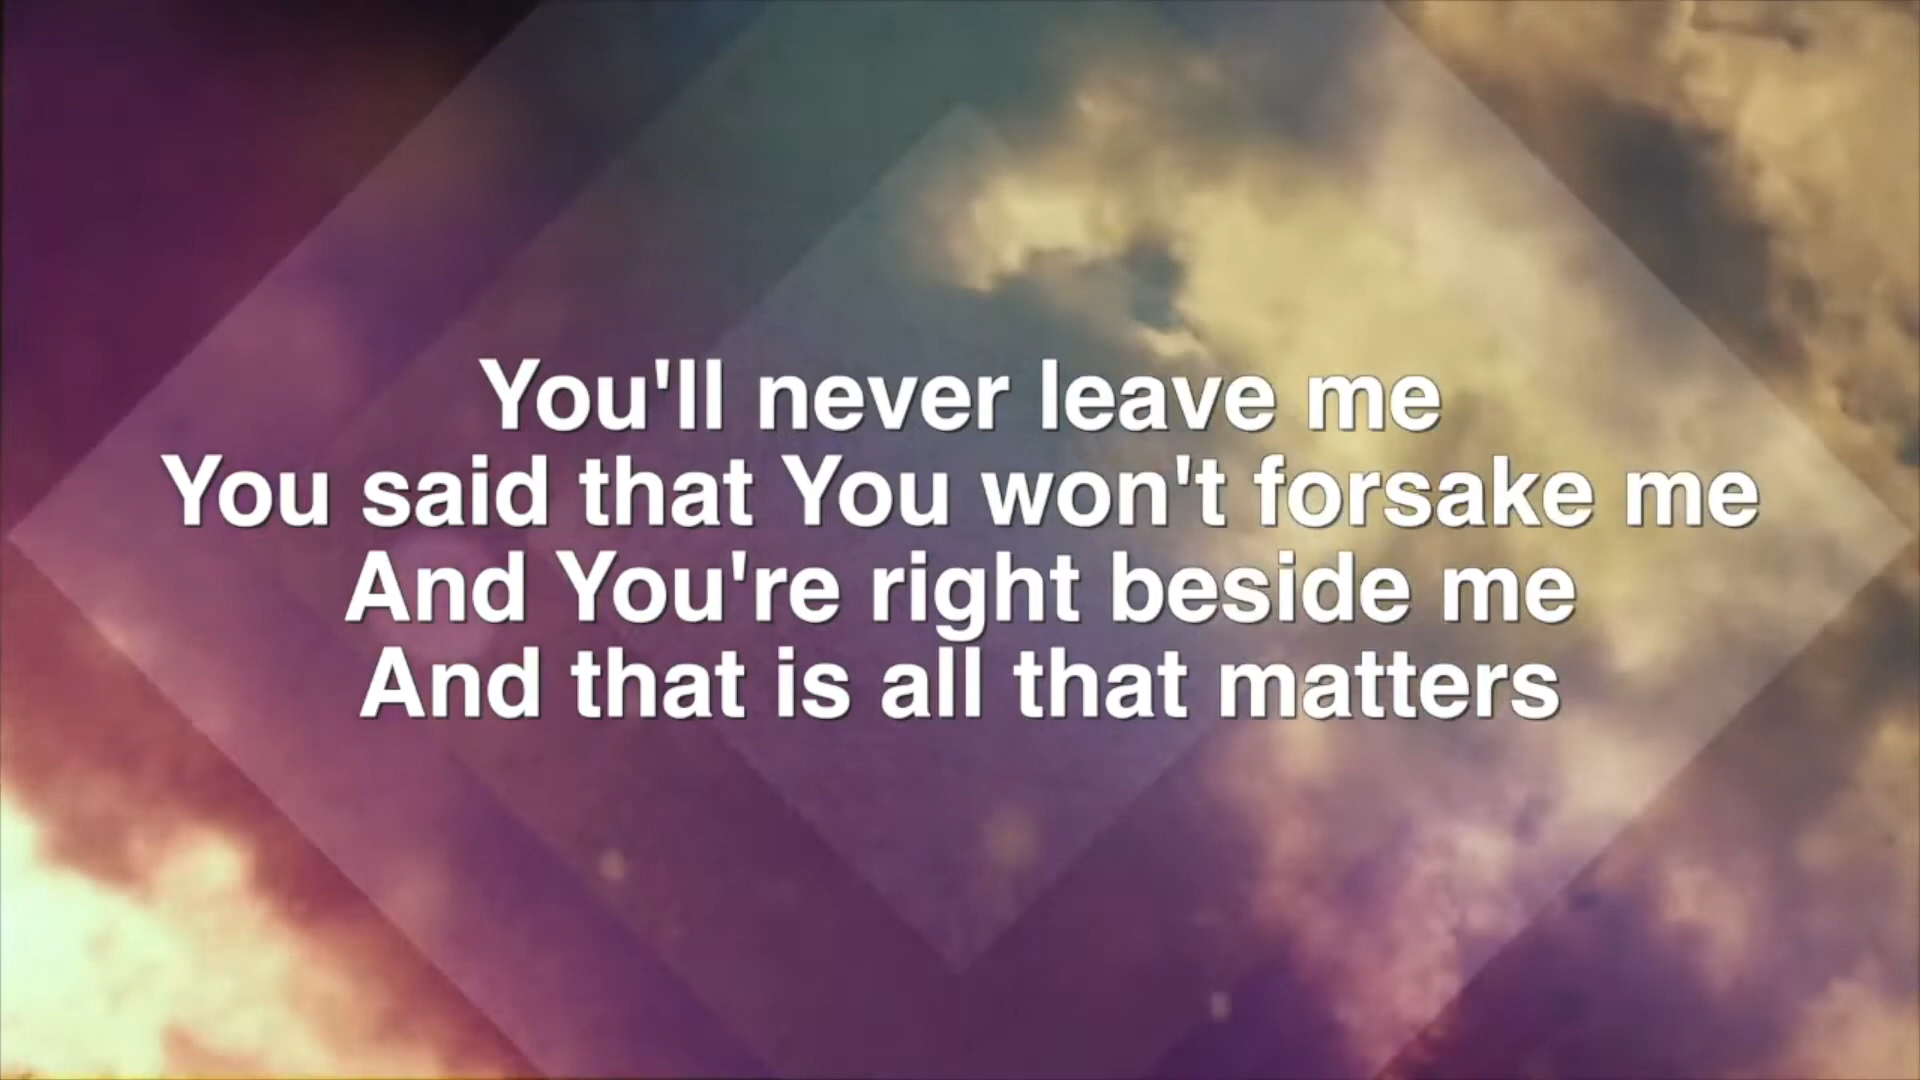 You'll never leave me
You said that You won't forsake me
And You're right beside me
And that is all that matters